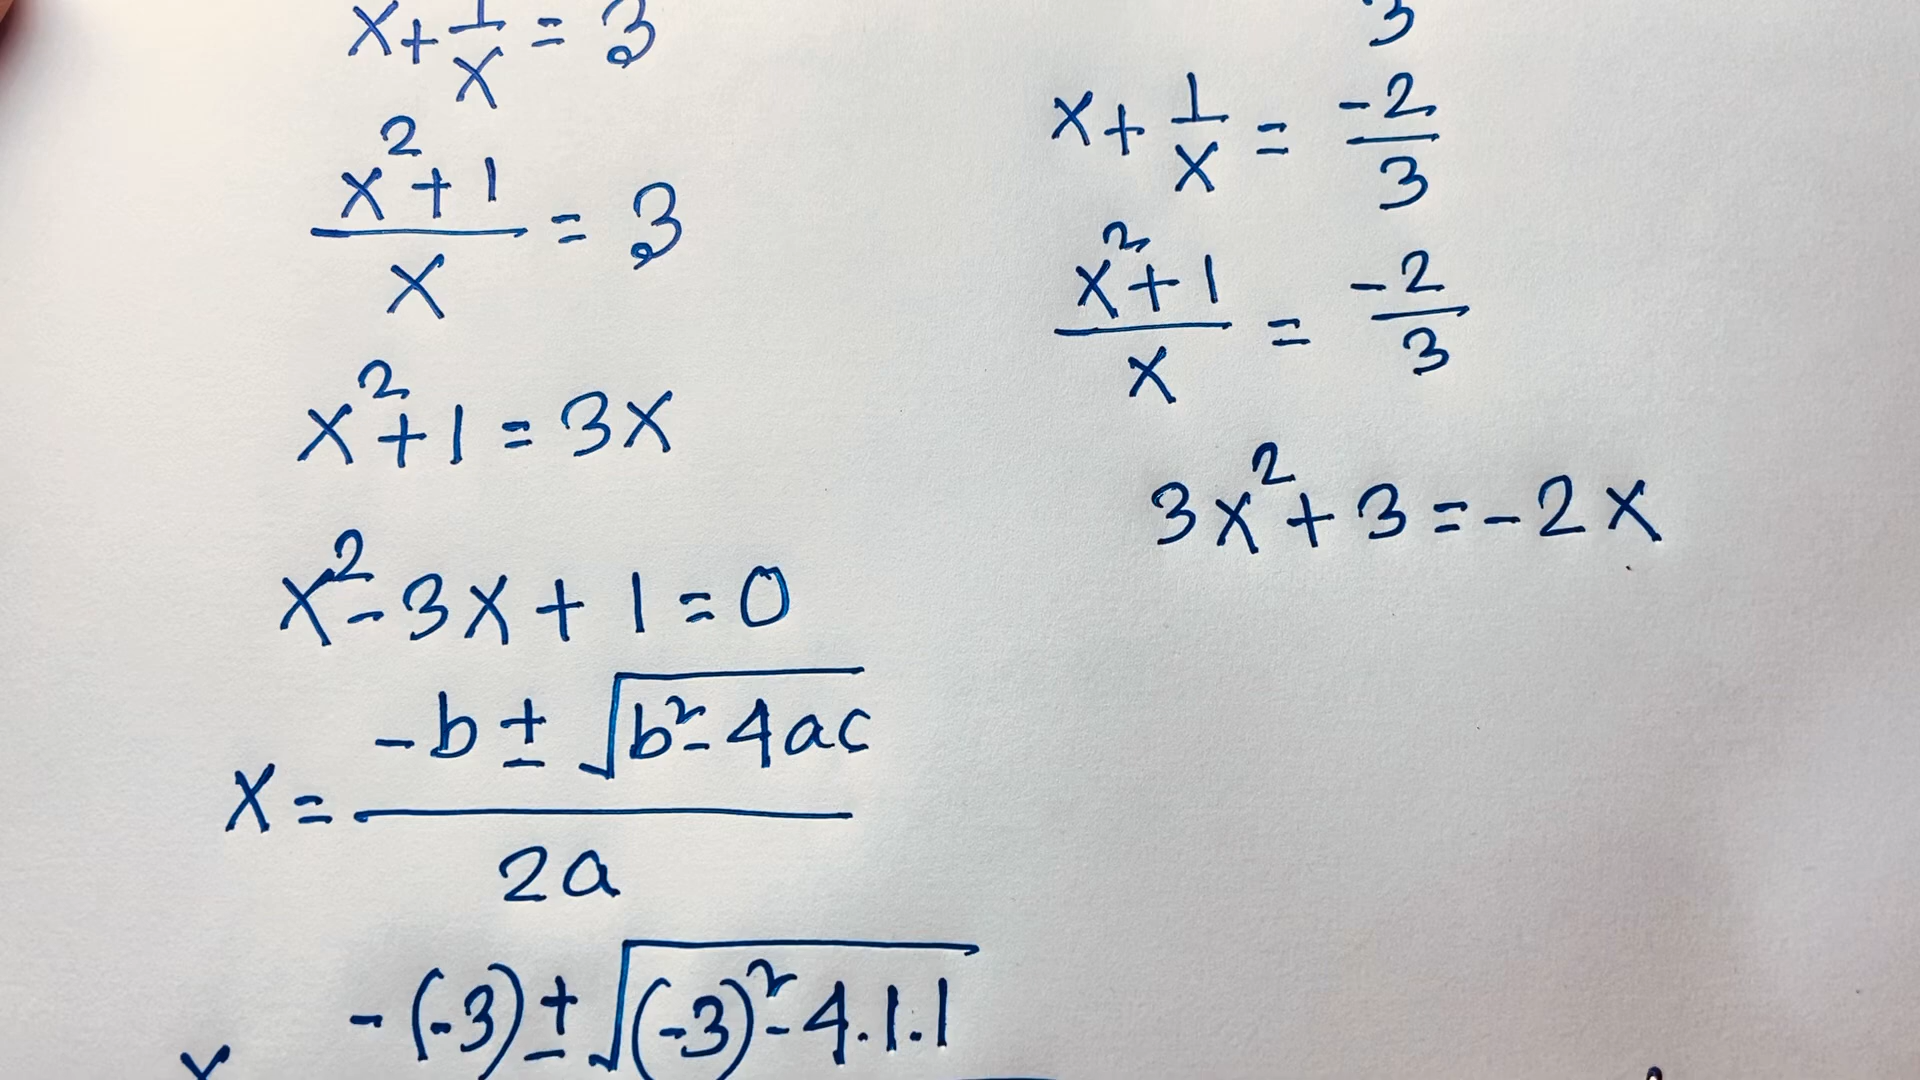 x + 1/x = 3
(x² + 1)/x = 3
x² + 1 = 3x
x² - 3x + 1 = 0
x = (-b ± √(b² - 4ac))/2a
-(-3) ± √((-3)² - 4.1.1)
x
3
x + 1/x = -2/3
(x² + 1)/x = -2/3
3x² + 3 = -2x